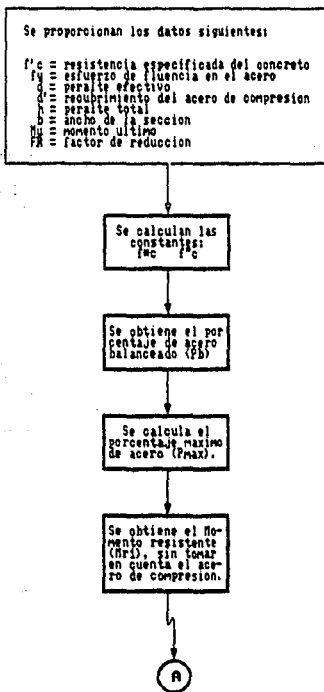 Se proporcionan los datos siguientes:
f'c = resistencia especificada del concreto
fy = esfuerzo de fluencia en el acero
d = peralte efectivo
d' = recubrimiento del acero de compresion
h = peralte total
b = ancho de la seccion
Mu = momento ultimo
FR = factor de reduccion
Se calculan las
constantes:
f*c f"c
Se obtiene el por
centaje de acero
balanceado (Pb)
Se calcula el
porcentaje maximo
de acero (Pmax).
Se obtiene el Mo-
mento resistente
(Mri), sin tomar
en cuenta el ace-
ro de compresion.
A